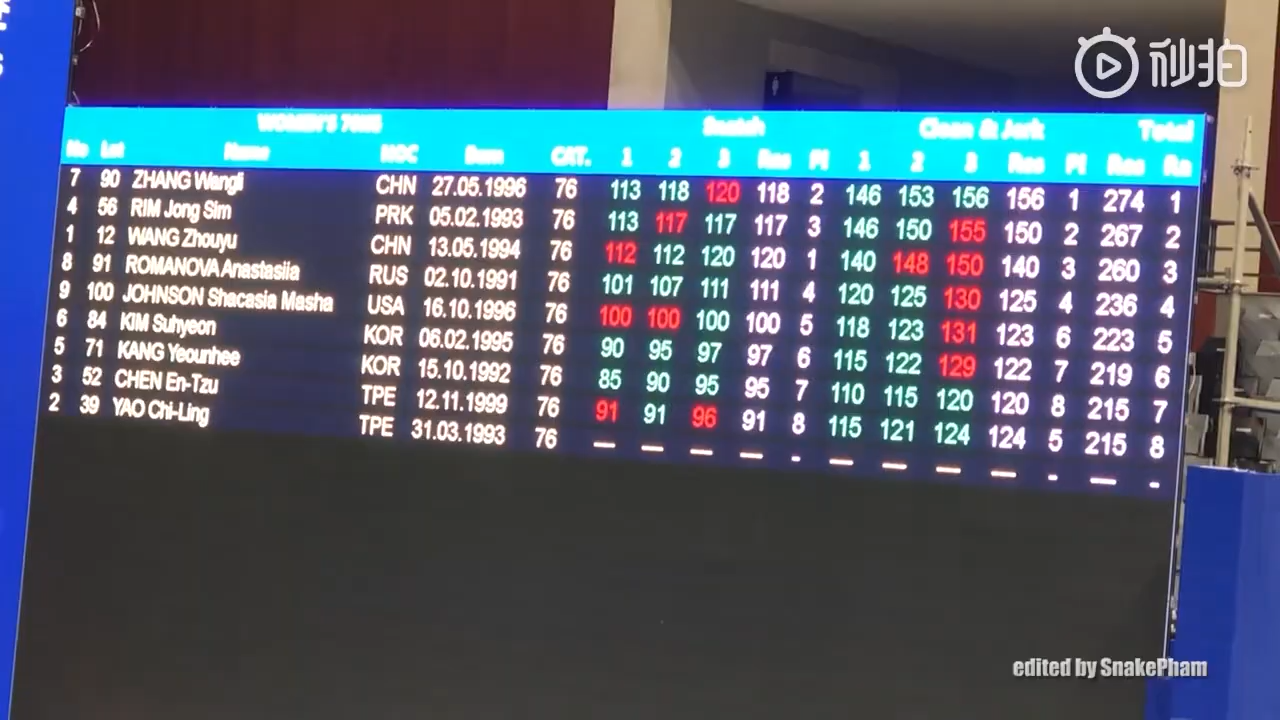 秒拍
WOMEN'S 76KG Snatch Clean & Jerk Total
No Lot Name NOC Born CAT. 1 2 3 Res Pl 1 2 3 Res Pl Res Ra
7 90 ZHANG Wangli CHN 27.05.1996 76 113 118 120 118 2 146 153 156 156 1 274 1
4 56 RIM Jong Sim PRK 05.02.1993 76 113 117 117 117 3 146 150 155 150 2 267 2
1 12 WANG Zhouyu CHN 13.05.1994 76 112 112 120 120 1 140 148 150 140 3 260 3
8 91 ROMANOVA Anastasiia RUS 02.10.1991 76 101 107 111 111 4 120 125 130 125 4 236 4
9 100 JOHNSON Shacasia Masha USA 16.10.1996 76 100 100 100 100 5 118 123 131 123 6 223 5
6 84 KIM Suhyeon KOR 06.02.1995 76 90 95 97 97 6 115 122 129 122 7 219 6
5 71 KANG Yeounhee KOR 15.10.1992 76 85 90 95 95 7 110 115 120 120 8 215 7
3 52 CHEN En-Tzu TPE 12.11.1999 76 91 91 96 91 8 115 121 124 124 5 215 8
2 39 YAO Chi-Ling TPE 31.03.1993 76 — — — — - — — — — - — -
edited by SnakePham